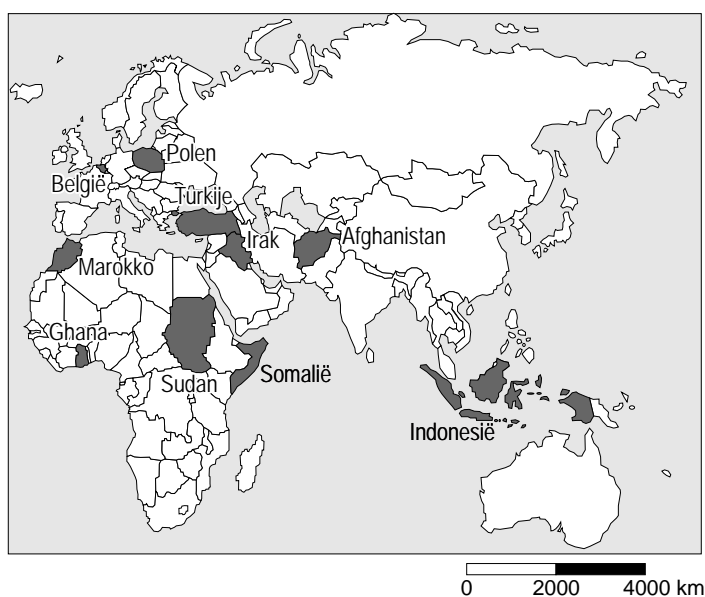 Polen
België
Turkije
Irak
Afghanistan
Marokko
Ghana
Sudan
Somalië
Indonesië
0 2000 4000 km